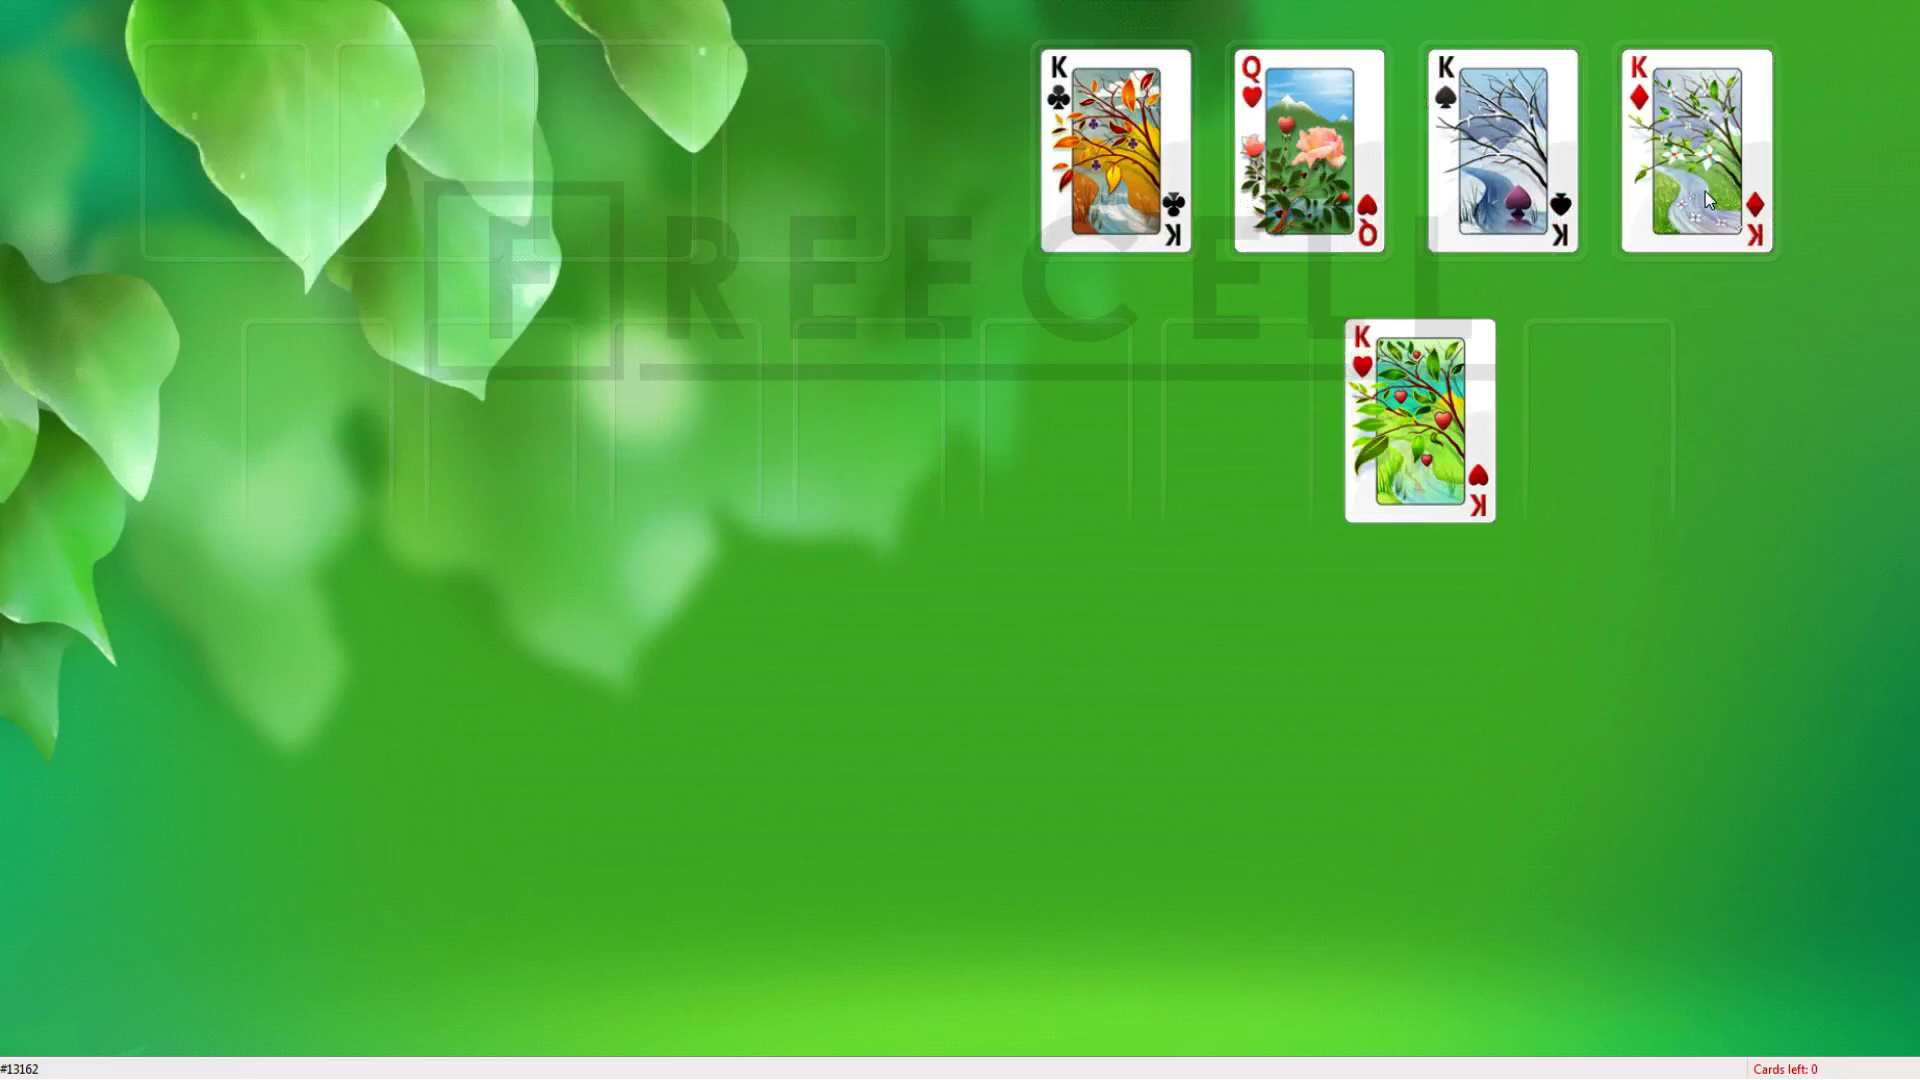 K Q K K
K Q K K
FREECELL
K
K
#13162 Cards left: 0